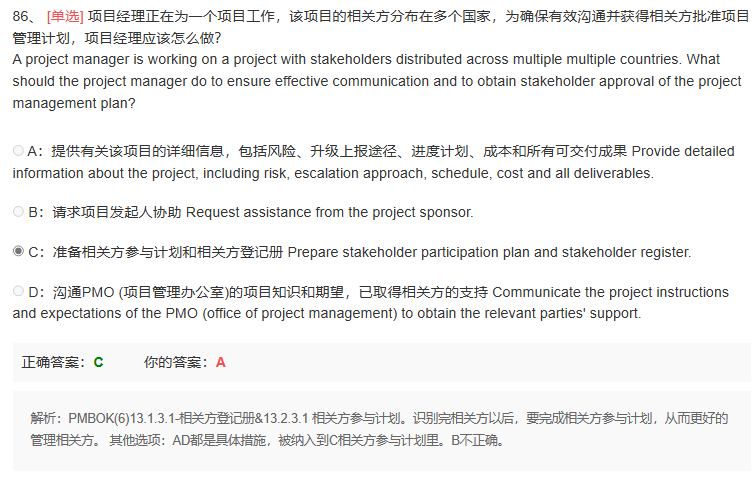 86、 [单选] 项目经理正在为一个项目工作，该项目的相关方分布在多个国家，为确保有效沟通并获得相关方批准项目
管理计划，项目经理应该怎么做？
A project manager is working on a project with stakeholders distributed across multiple multiple countries. What
should the project manager do to ensure effective communication and to obtain stakeholder approval of the project
management plan?
A：提供有关该项目的详细信息，包括风险、升级上报途径、进度计划、成本和所有可交付成果 Provide detailed
information about the project, including risk, escalation approach, schedule, cost and all deliverables.
B：请求项目发起人协助 Request assistance from the project sponsor.
C：准备相关方参与计划和相关方登记册 Prepare stakeholder participation plan and stakeholder register.
D：沟通PMO (项目管理办公室)的项目知识和期望，已取得相关方的支持 Communicate the project instructions
and expectations of the PMO (office of project management) to obtain the relevant parties' support.
正确答案：C 你的答案：A
解析：PMBOK(6)13.1.3.1-相关方登记册&13.2.3.1 相关方参与计划。识别完相关方以后，要完成相关方参与计划，从而更好的
管理相关方。 其他选项：AD都是具体措施，被纳入到C相关方参与计划里。B不正确。